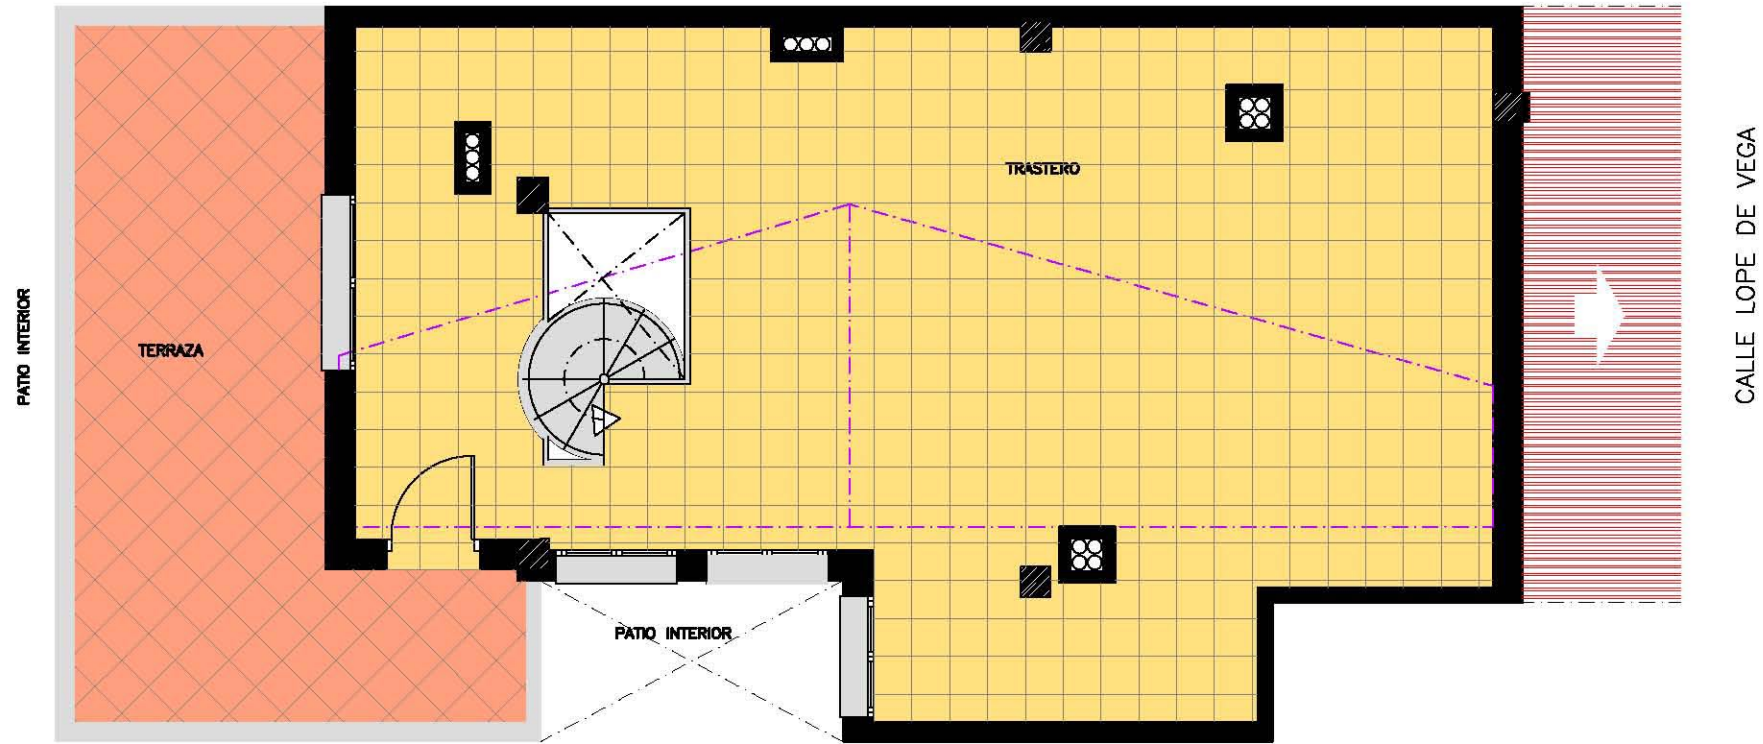 TRASTERO
PATIO INTERIOR
TERRAZA
CALLE LOPE DE VEGA
PATIO INTERIOR